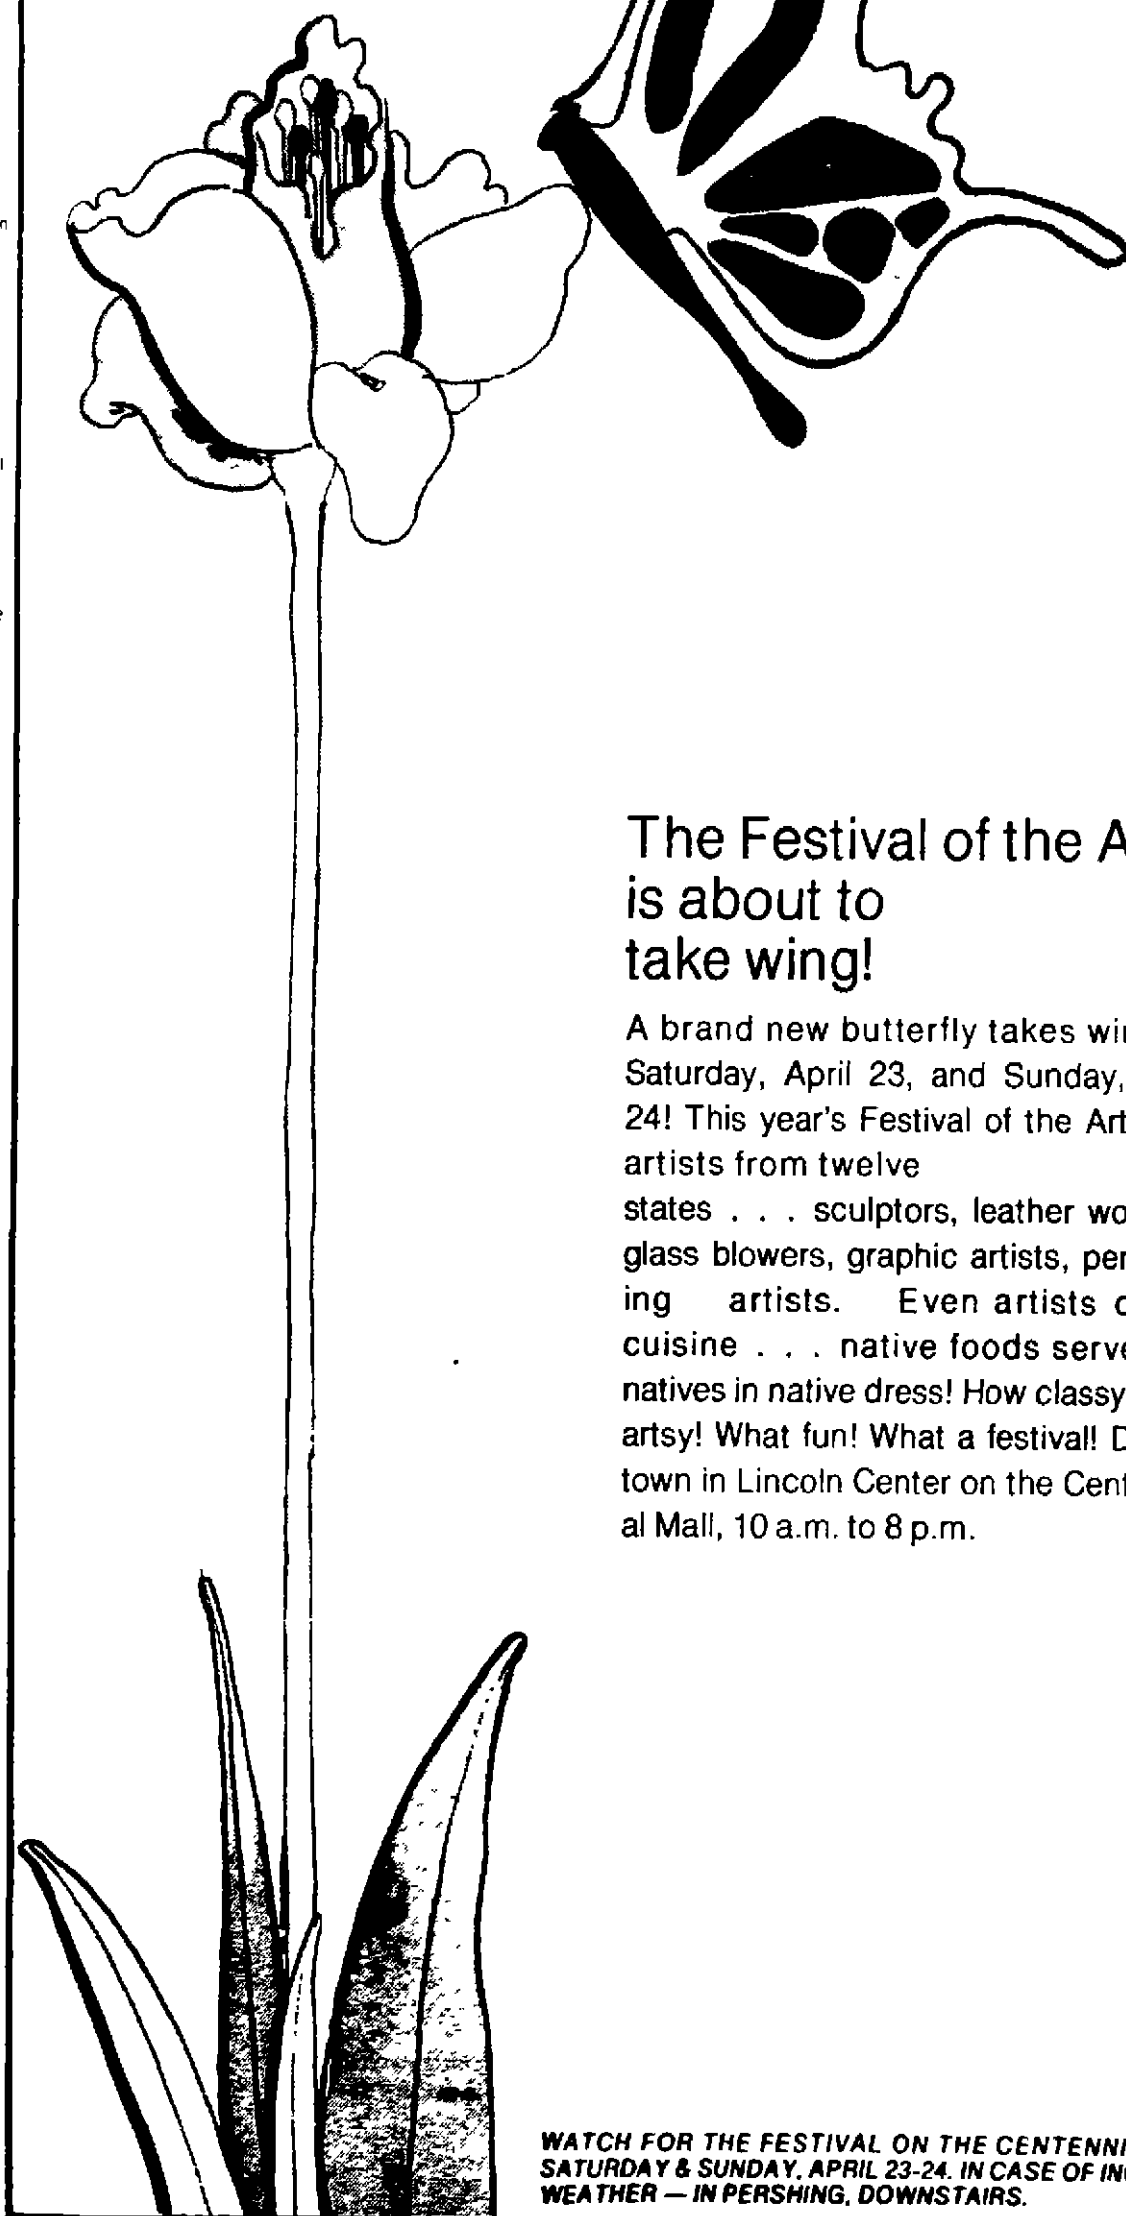 The Festival of the A
is about to
take wing!
A brand new butterfly takes
Saturday, April 23, and Sunday,
24! This year's Festival of the Art
artists from twelve
states . . . sculptors, leather wo
glass blowers, graphic artists, per
ing artists. Even artists
cuisine . . . native foods serve
natives in native dress! How classy
artsy! What fun! What a festival! D
town in Lincoln Center on the Cent
al Mall, 10 a.m. to 8 p.m.
WATCH FOR THE FESTIVAL ON THE CENTENNI
SATURDAY & SUNDAY, APRIL 23-24. IN CASE OF IN
WEATHER — IN PERSHING, DOWNSTAIRS.